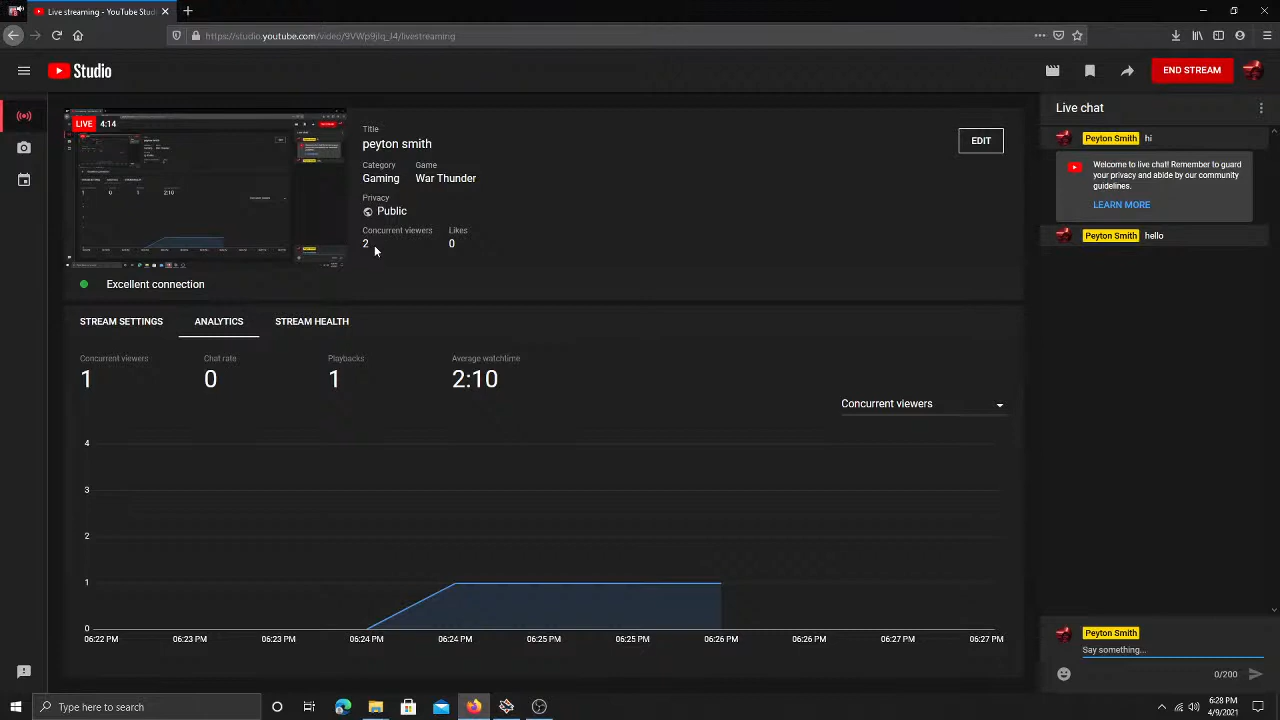 Live streaming - YouTube Studi
https://studio.youtube.com/video/9VWp9jIq_l4/livestreaming
Studio
END STREAM
LIVE 4:14
Title
peyton smith
EDIT
Category Game
Gaming War Thunder
Privacy
Public
Concurrent viewers Likes
2 0
Excellent connection
STREAM SETTINGS ANALYTICS STREAM HEALTH
Concurrent viewers Chat rate Playbacks Average watchtime
1 0 1 2:10
Concurrent viewers
4
3
2
1
0
06:22 PM 06:23 PM 06:23 PM 06:24 PM 06:24 PM 06:25 PM 06:25 PM 06:26 PM 06:26 PM 06:27 PM 06:27 PM
Live chat
Peyton Smith hi
Welcome to live chat! Remember to guard
your privacy and abide by our community
guidelines.
LEARN MORE
Peyton Smith hello
Peyton Smith
Say something...
0/200
Type here to search
6:28 PM
4/9/2021